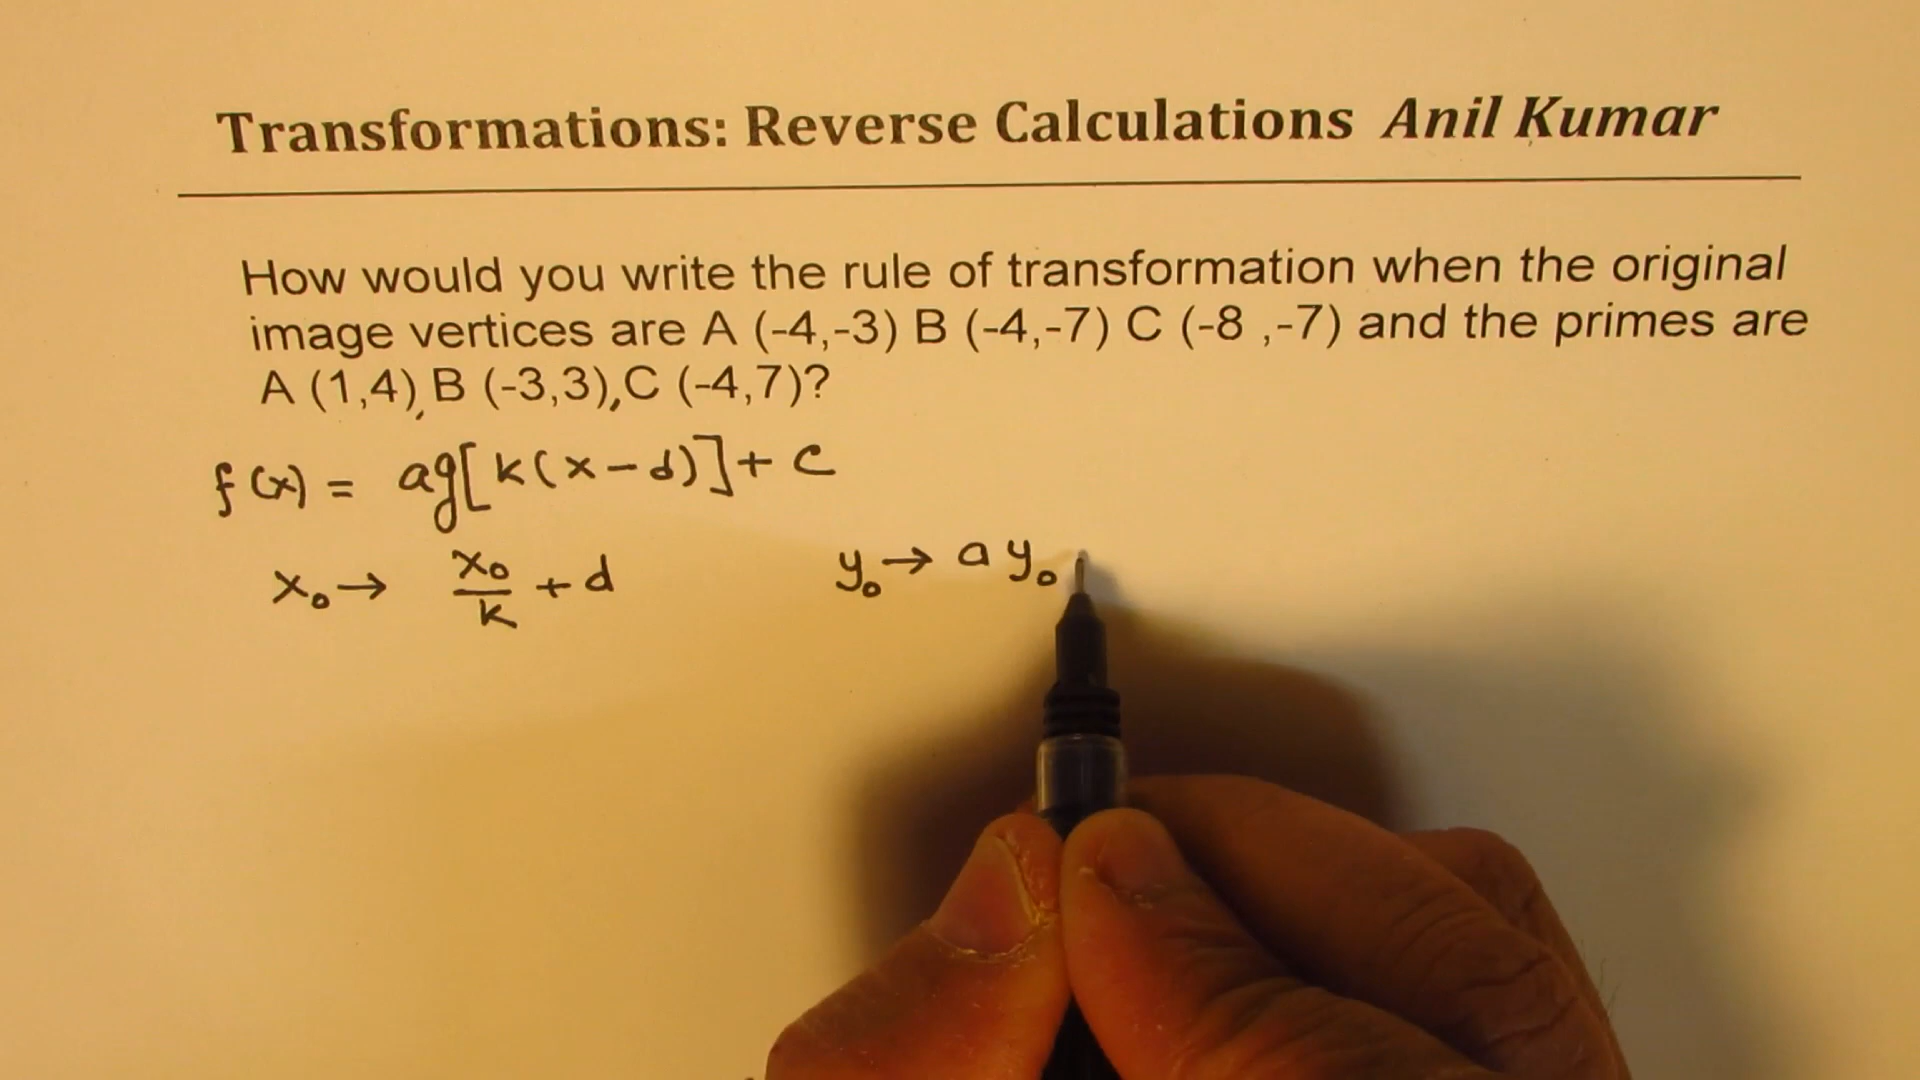 Transformations: Reverse Calculations Anil Kumar
How would you write the rule of transformation when the original
image vertices are A (-4,-3) B (-4,-7) C (-8 ,-7) and the primes are
A (1,4), B (-3,3), C (-4,7)?
f(x) = ag[k(x-d)]+c
x₀→ x₀/k + d y₀→ a y₀